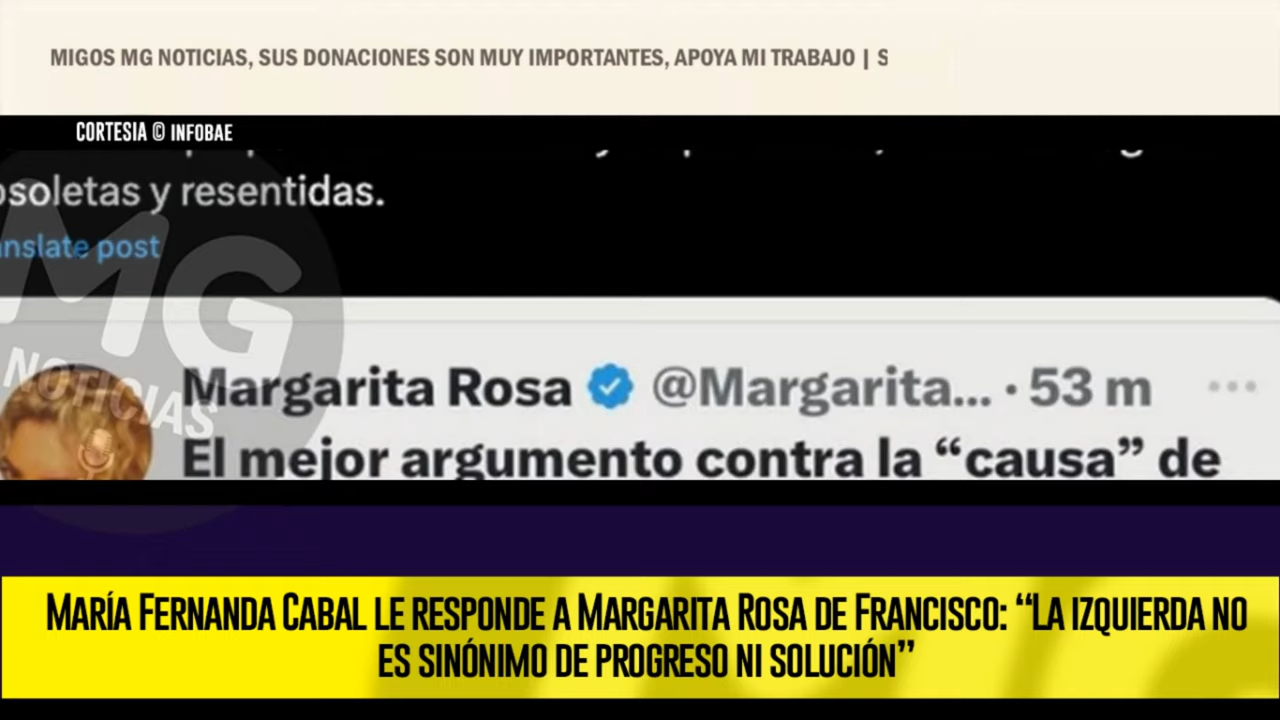 MIGOS MG NOTICIAS, SUS DONACIONES SON MUY IMPORTANTES, APOYA MI TRABAJO | S
CORTESIA © INFOBAE
osoletas y resentidas.
anslate post
MG
NOTICIAS
Margarita Rosa @Margarita... · 53 m ...
El mejor argumento contra la “causa” de
MARÍA FERNANDA CABAL LE RESPONDE A MARGARITA ROSA DE FRANCISCO: “LA IZQUIERDA NO
ES SINÓNIMO DE PROGRESO NI SOLUCIÓN”